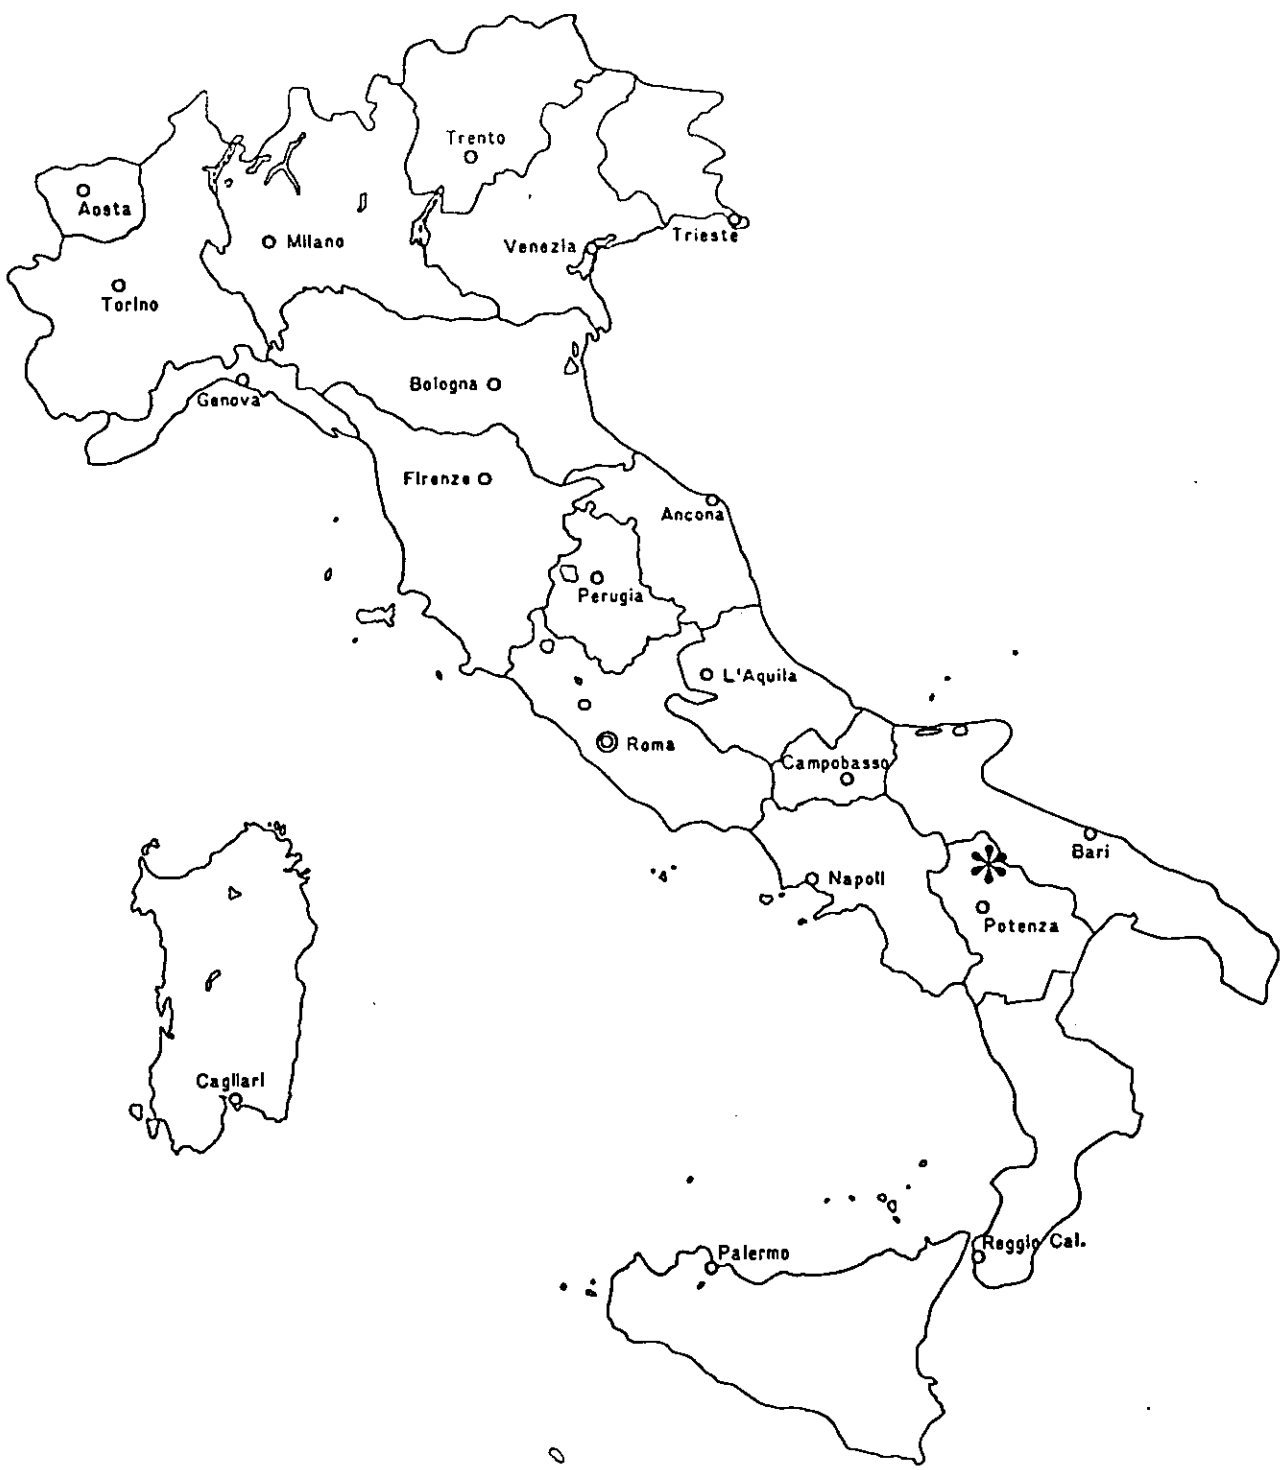 Trento
Aosta
Milano
Venezia
Trieste
Torino
Bologna
Genova
Firenze
Ancona
Perugia
L'Aquila
Roma
Campobasso
Bari
Napoli
Potenza
Cagliari
Reggio Cal.
Palermo